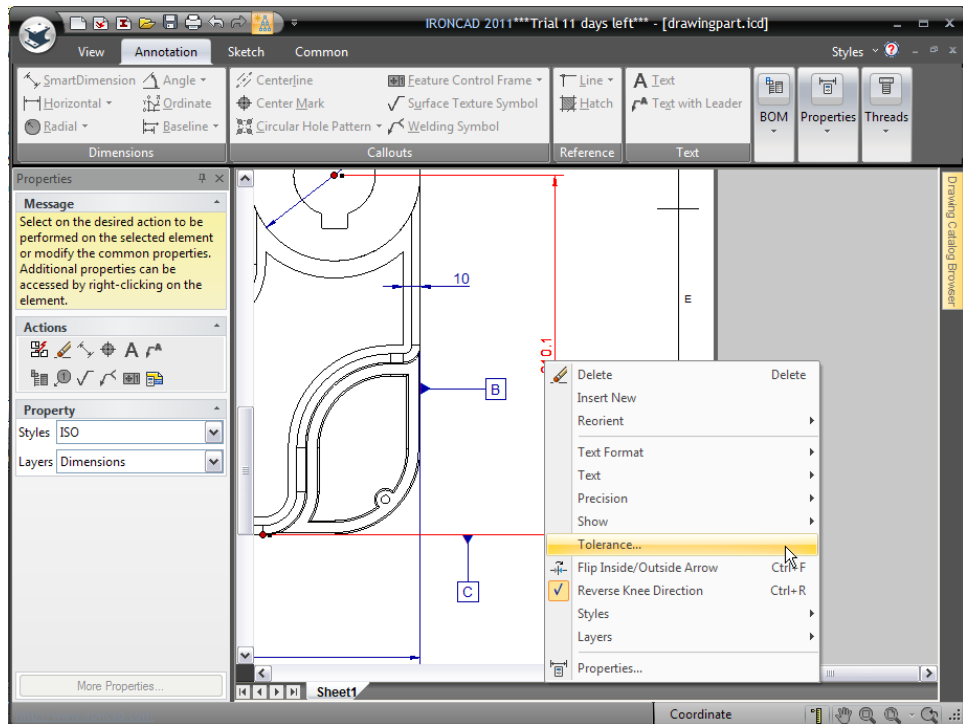 IRONCAD 2011***Trial 11 days left*** - [drawingpart.icd]
View Annotation Sketch Common Styles
SmartDimension Angle
Horizontal Ordinate
Radial Baseline
Dimensions
Centerline Feature Control Frame
Center Mark Surface Texture Symbol
Circular Hole Pattern Welding Symbol
Callouts
Line
Hatch
Reference
A Text
Text with Leader
Text
BOM Properties Threads
Properties
Message
Select on the desired action to be
performed on the selected element
or modify the common properties.
Additional properties can be
accessed by right-clicking on the
element.
Actions
Property
Styles ISO
Layers Dimensions
More Properties...
10
E
B
C
Drawing Catalog Browser
Delete Delete
Insert New
Reorient
Text Format
Text
Precision
Show
Tolerance...
Flip Inside/Outside Arrow Ctrl+F
Reverse Knee Direction Ctrl+R
Styles
Layers
Properties...
Sheet1
Coordinate